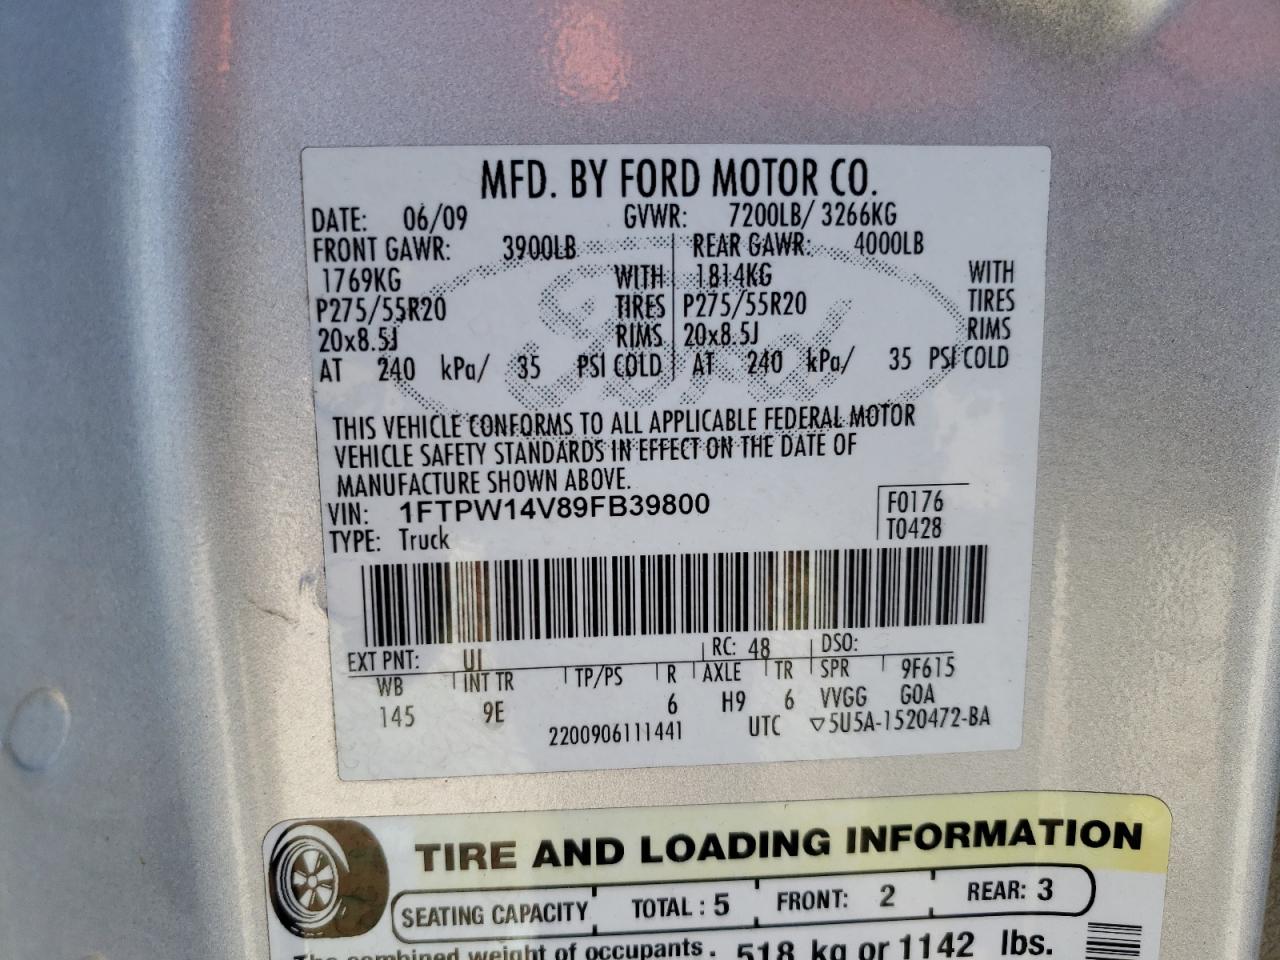 MFD. BY FORD MOTOR CO.
DATE: 06/09 GVWR: 7200LB/ 3266KG
FRONT GAWR: 3900LB REAR GAWR: 4000LB
1769KG WITH 1814KG WITH
P275/55R20 TIRES P275/55R20 TIRES
20x8.5J RIMS 20x8.5J RIMS
AT 240 kPa/ 35 PSI COLD AT 240 kPa/ 35 PSI COLD
THIS VEHICLE CONFORMS TO ALL APPLICABLE FEDERAL MOTOR
VEHICLE SAFETY STANDARDS IN EFFECT ON THE DATE OF
MANUFACTURE SHOWN ABOVE.
VIN: 1FTPW14V89FB39800 F0176
TYPE: Truck T0428
EXT PNT: UI RC: 48 DSO:
WB INT TR TP/PS R AXLE TR SPR 9F615
145 9E 6 H9 6 VVGG GOA
2200906111441 UTC ▽5U5A-1520472-BA
TIRE AND LOADING INFORMATION
SEATING CAPACITY TOTAL : 5 FRONT: 2 REAR: 3
The combined weight of occupants. 518 kg or 1142 lbs.